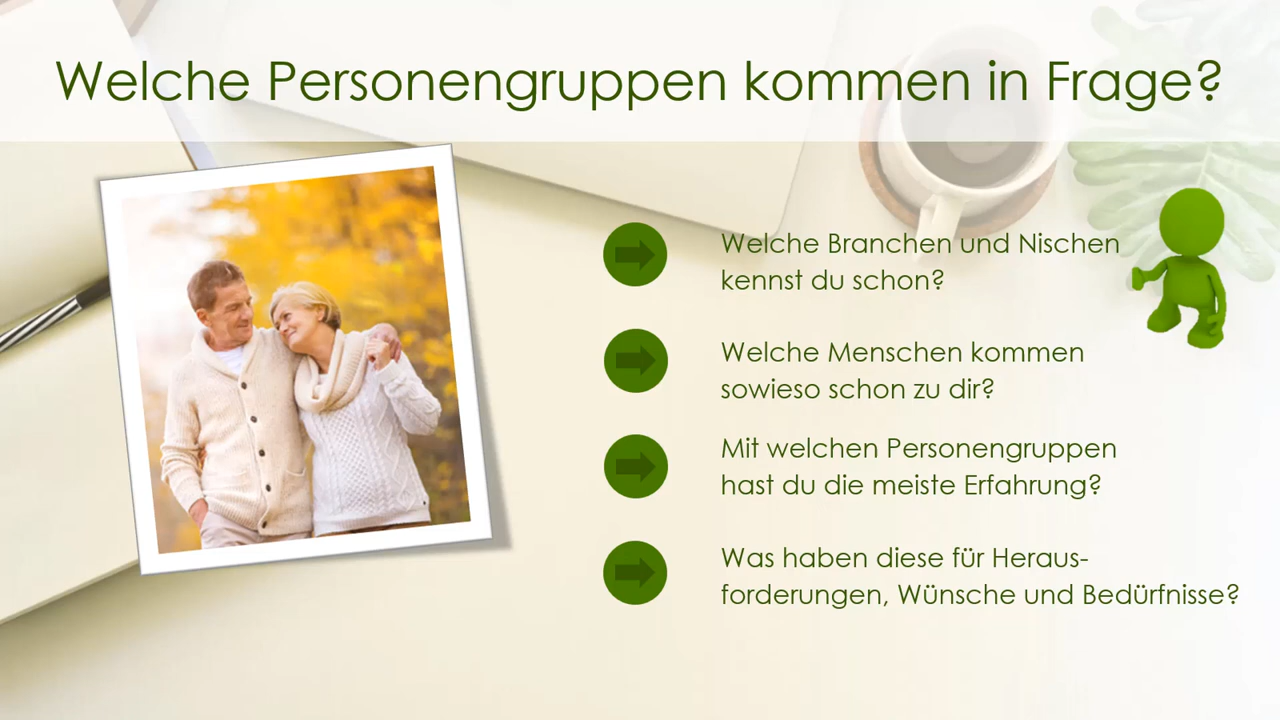 Welche Personengruppen kommen in Frage?
Welche Branchen und Nischen
kennst du schon?
Welche Menschen kommen
sowieso schon zu dir?
Mit welchen Personengruppen
hast du die meiste Erfahrung?
Was haben diese für Heraus-
forderungen, Wünsche und Bedürfnisse?